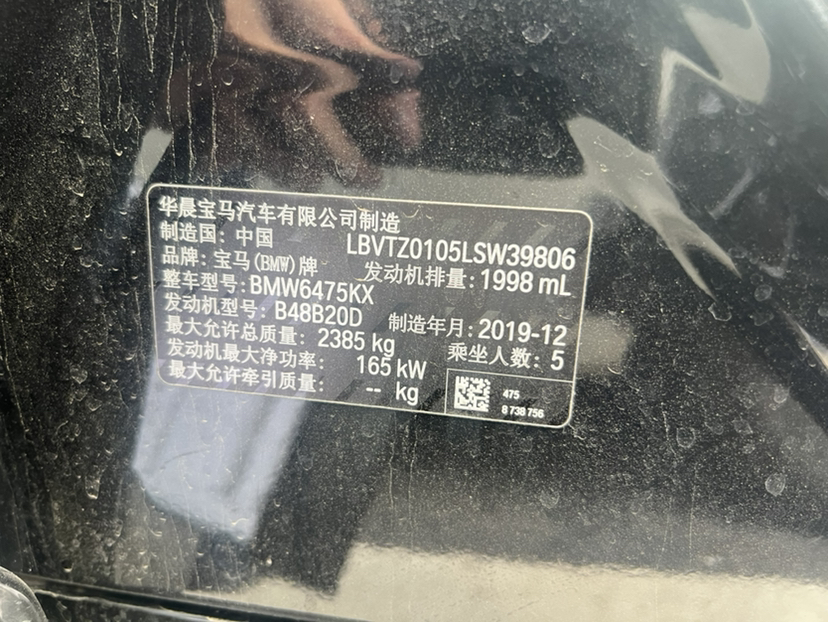 华晨宝马汽车有限公司制造
制造国: 中国 LBVTZ0105LSW39806
品牌: 宝马(BMW)牌 发动机排量: 1998 mL
整车型号: BMW6475KX
发动机型号: B48B20D 制造年月: 2019-12
最大允许总质量: 2385 kg 乘坐人数: 5
发动机最大净功率: 165 kW
最大允许牵引质量: -- kg
475
8 738 756